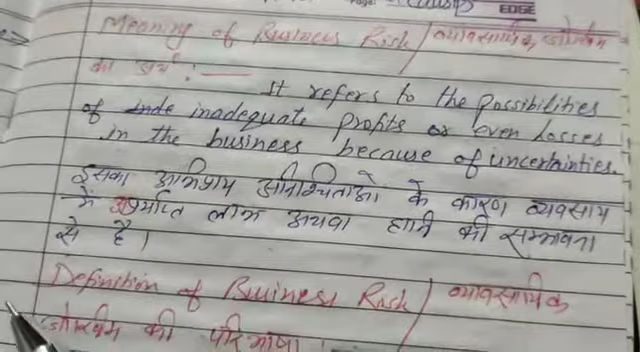 EDGE
Meaning of Business Risk / व्यावसायिक जोखिम
का अर्थ : —
It refers to the possibilities
of inadequate profits or even losses
in the business because of uncertainties.
इसका अभिप्राय अनिश्चिताओ के कारण व्यवसाय
में अपर्याप्त लाभ अथवा हानि की सम्भावना
से है।
Definition of Business Risk / व्यावसायिक
जोखिम की परिभाषा